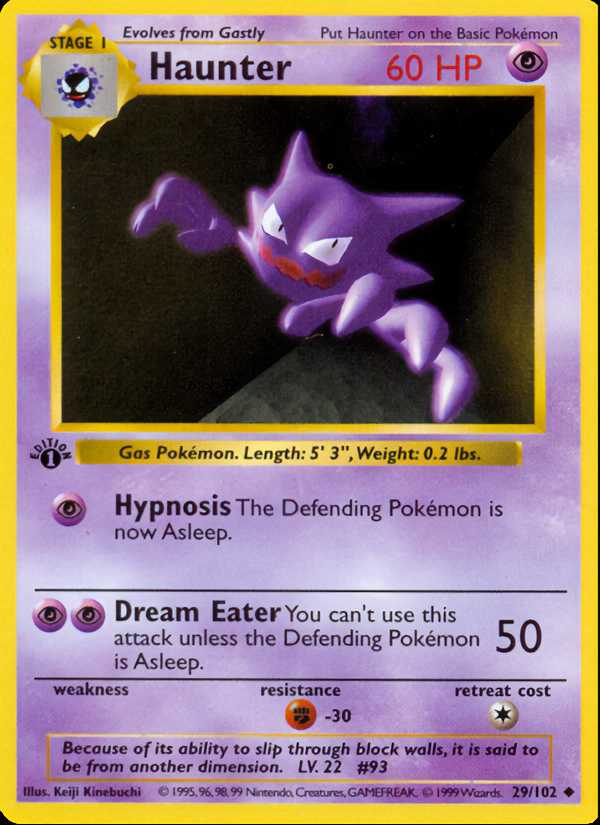 STAGE 1
Evolves from Gastly
Put Haunter on the Basic Pokémon
Haunter
60 HP
EDITION
1
Gas Pokémon. Length: 5' 3", Weight: 0.2 lbs.
Hypnosis The Defending Pokémon is
now Asleep.
Dream Eater You can't use this
attack unless the Defending Pokémon
is Asleep.
50
weakness
resistance
retreat cost
-30
Because of its ability to slip through block walls, it is said to
be from another dimension. LV. 22 #93
Illus. Keiji Kinebuchi
© 1995, 96, 98, 99 Nintendo, Creatures, GAMEFREAK. © 1999 Wizards.
29/102